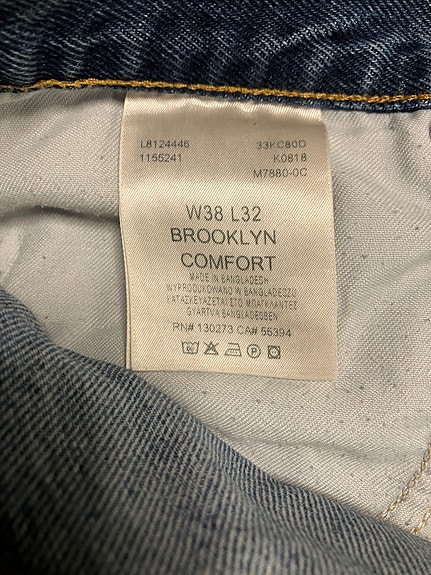 L8124446 33KC80D
1155241 K0818
M7880-0C
W38 L32
BROOKLYN
COMFORT
MADE IN BANGLADESH
WYPRODUKOWANO W BANGLADESZU
ΚΑΤΑΣΚΕΥΑΖΕΤΑΙ ΣΤΟ ΜΠΑΓΚΛΑΝΤΕΣ
GYÁRTVA BANGLADESBEN
RN# 130273 CA# 55394